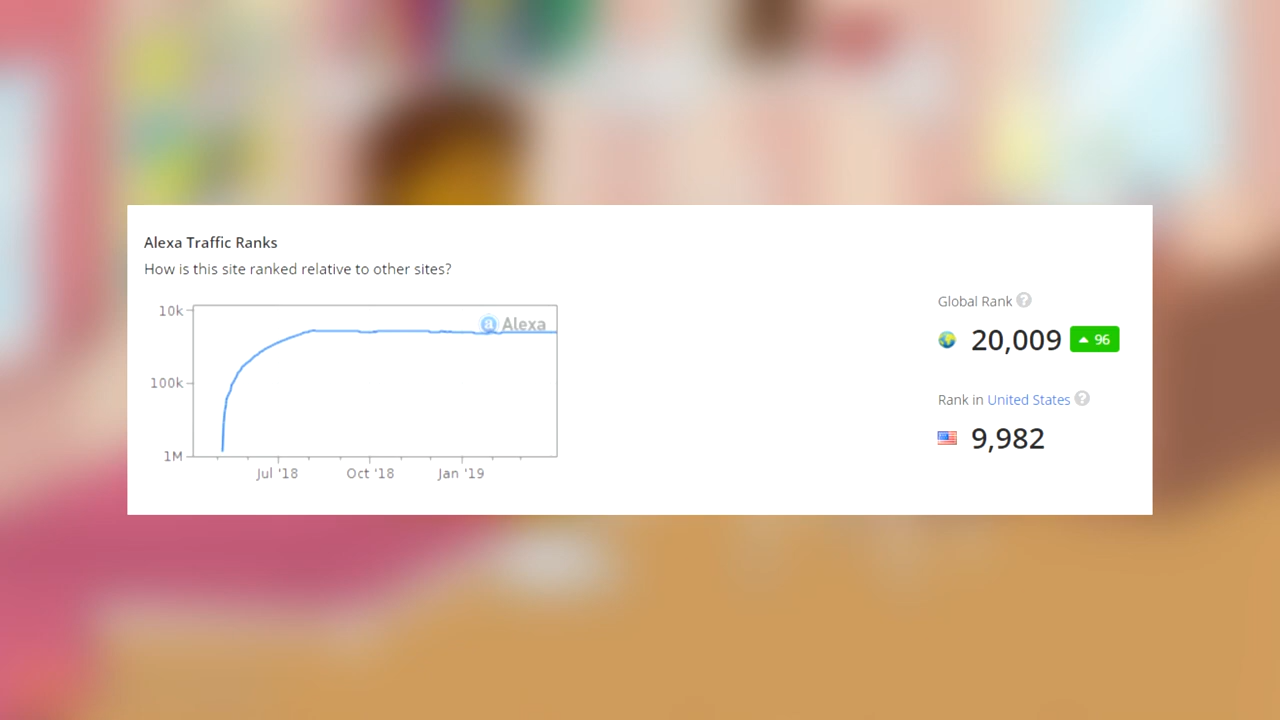 Alexa Traffic Ranks
How is this site ranked relative to other sites?
10k
100k
1M
Jul '18
Oct '18
Jan '19
a Alexa
Global Rank ?
20,009 96
Rank in United States ?
9,982